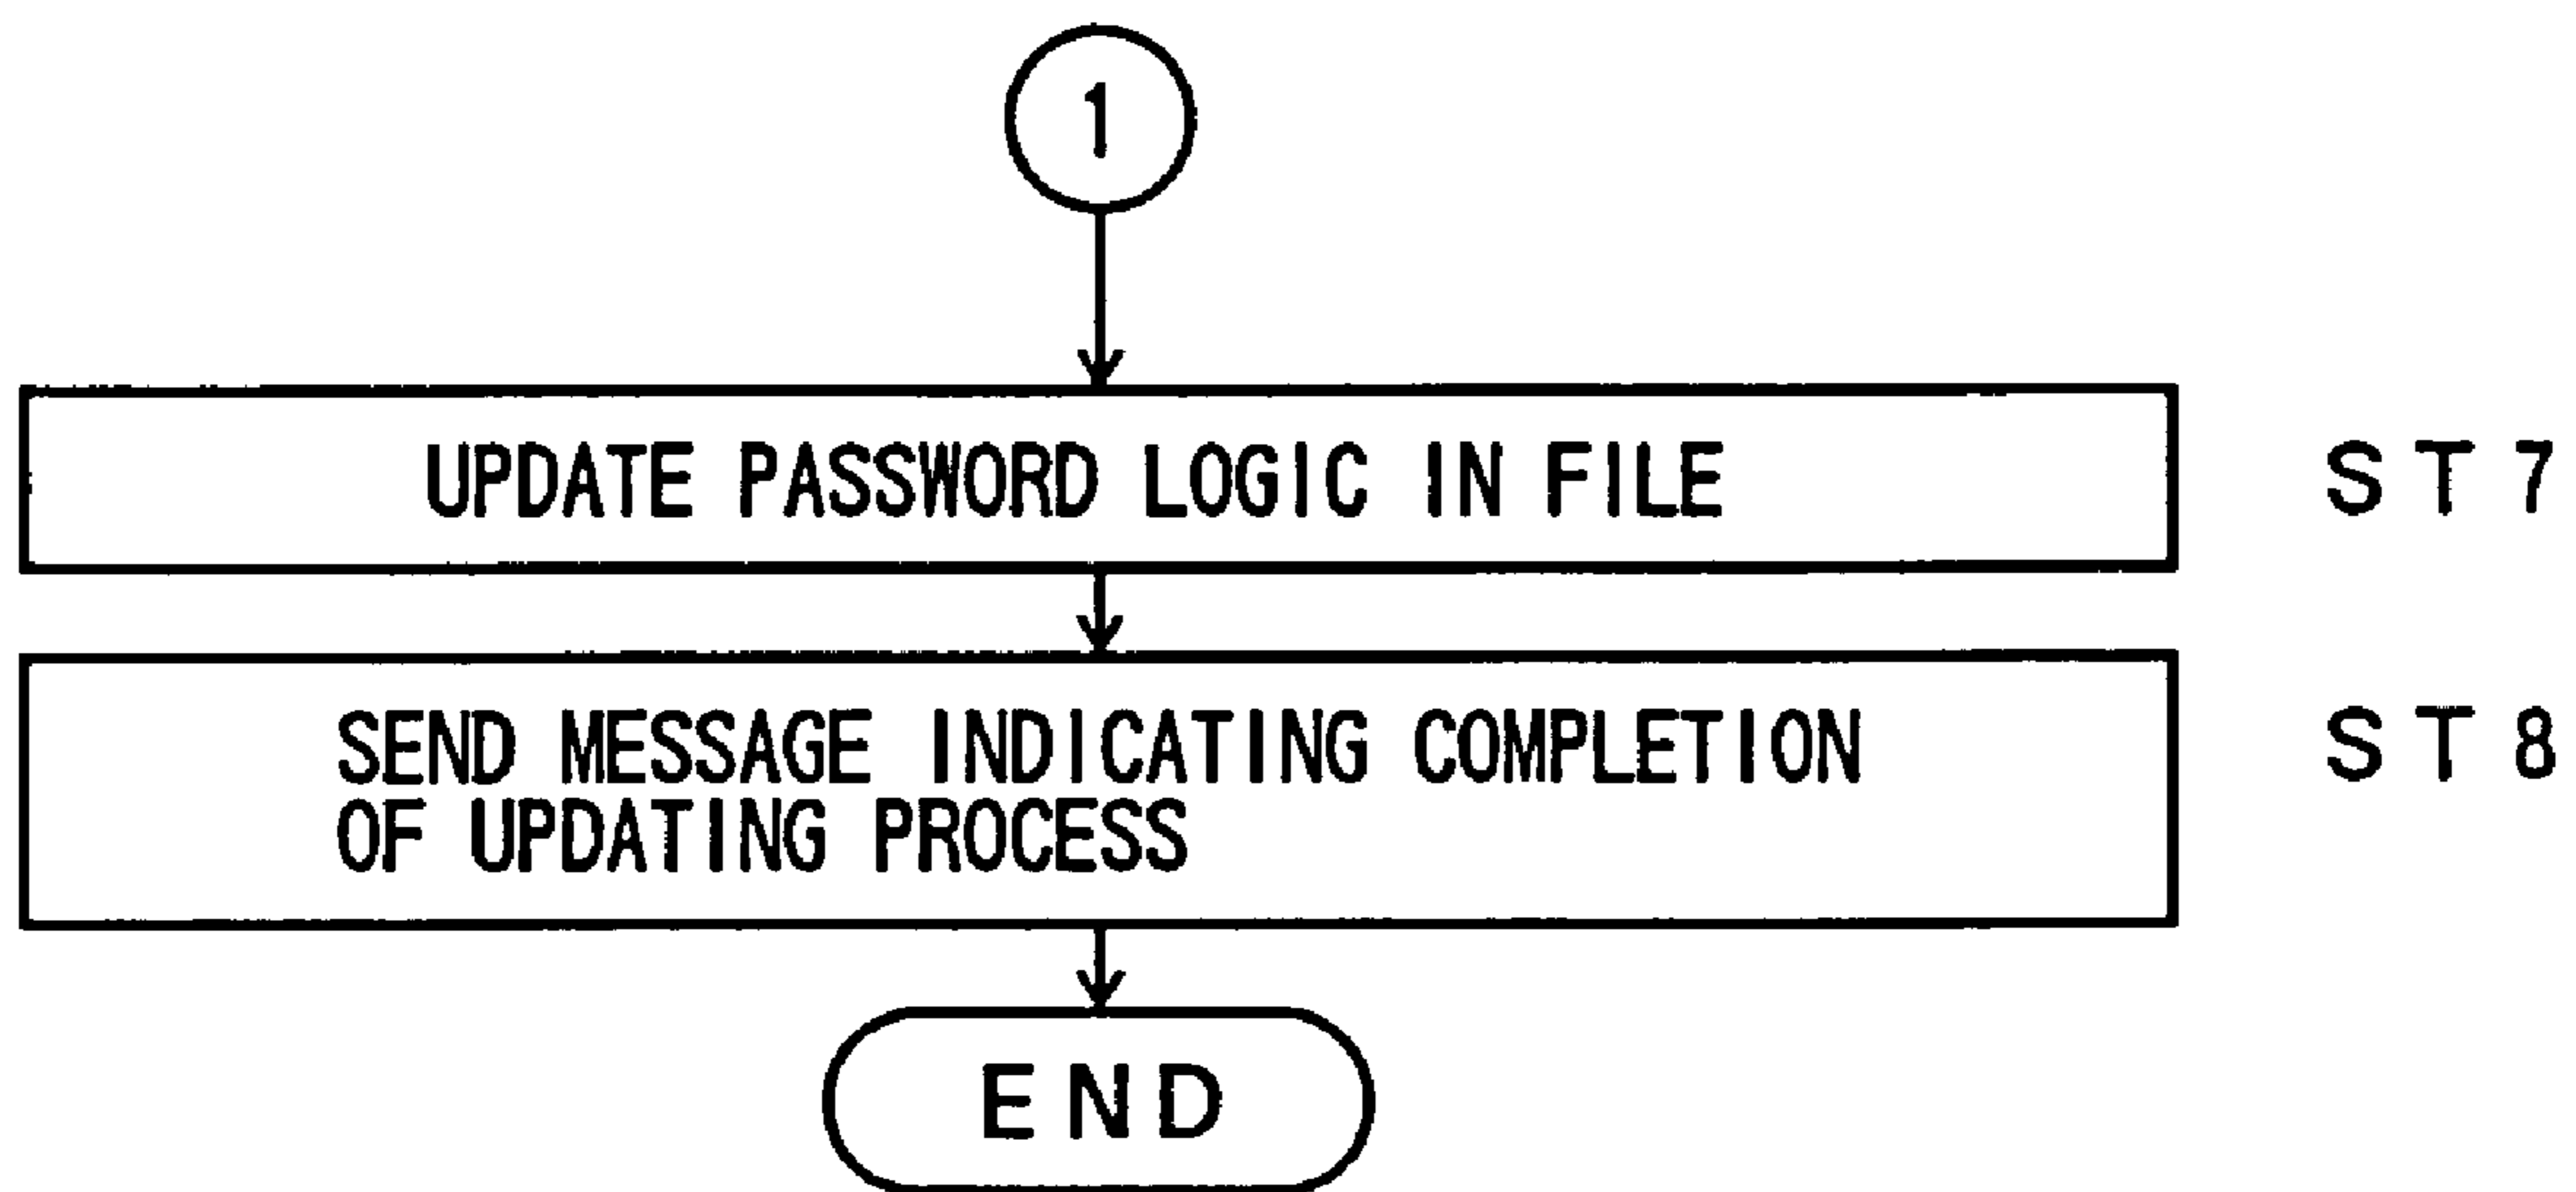 1
UPDATE PASSWORD LOGIC IN FILE
ST7
SEND MESSAGE INDICATING COMPLETION
OF UPDATING PROCESS
ST8
END